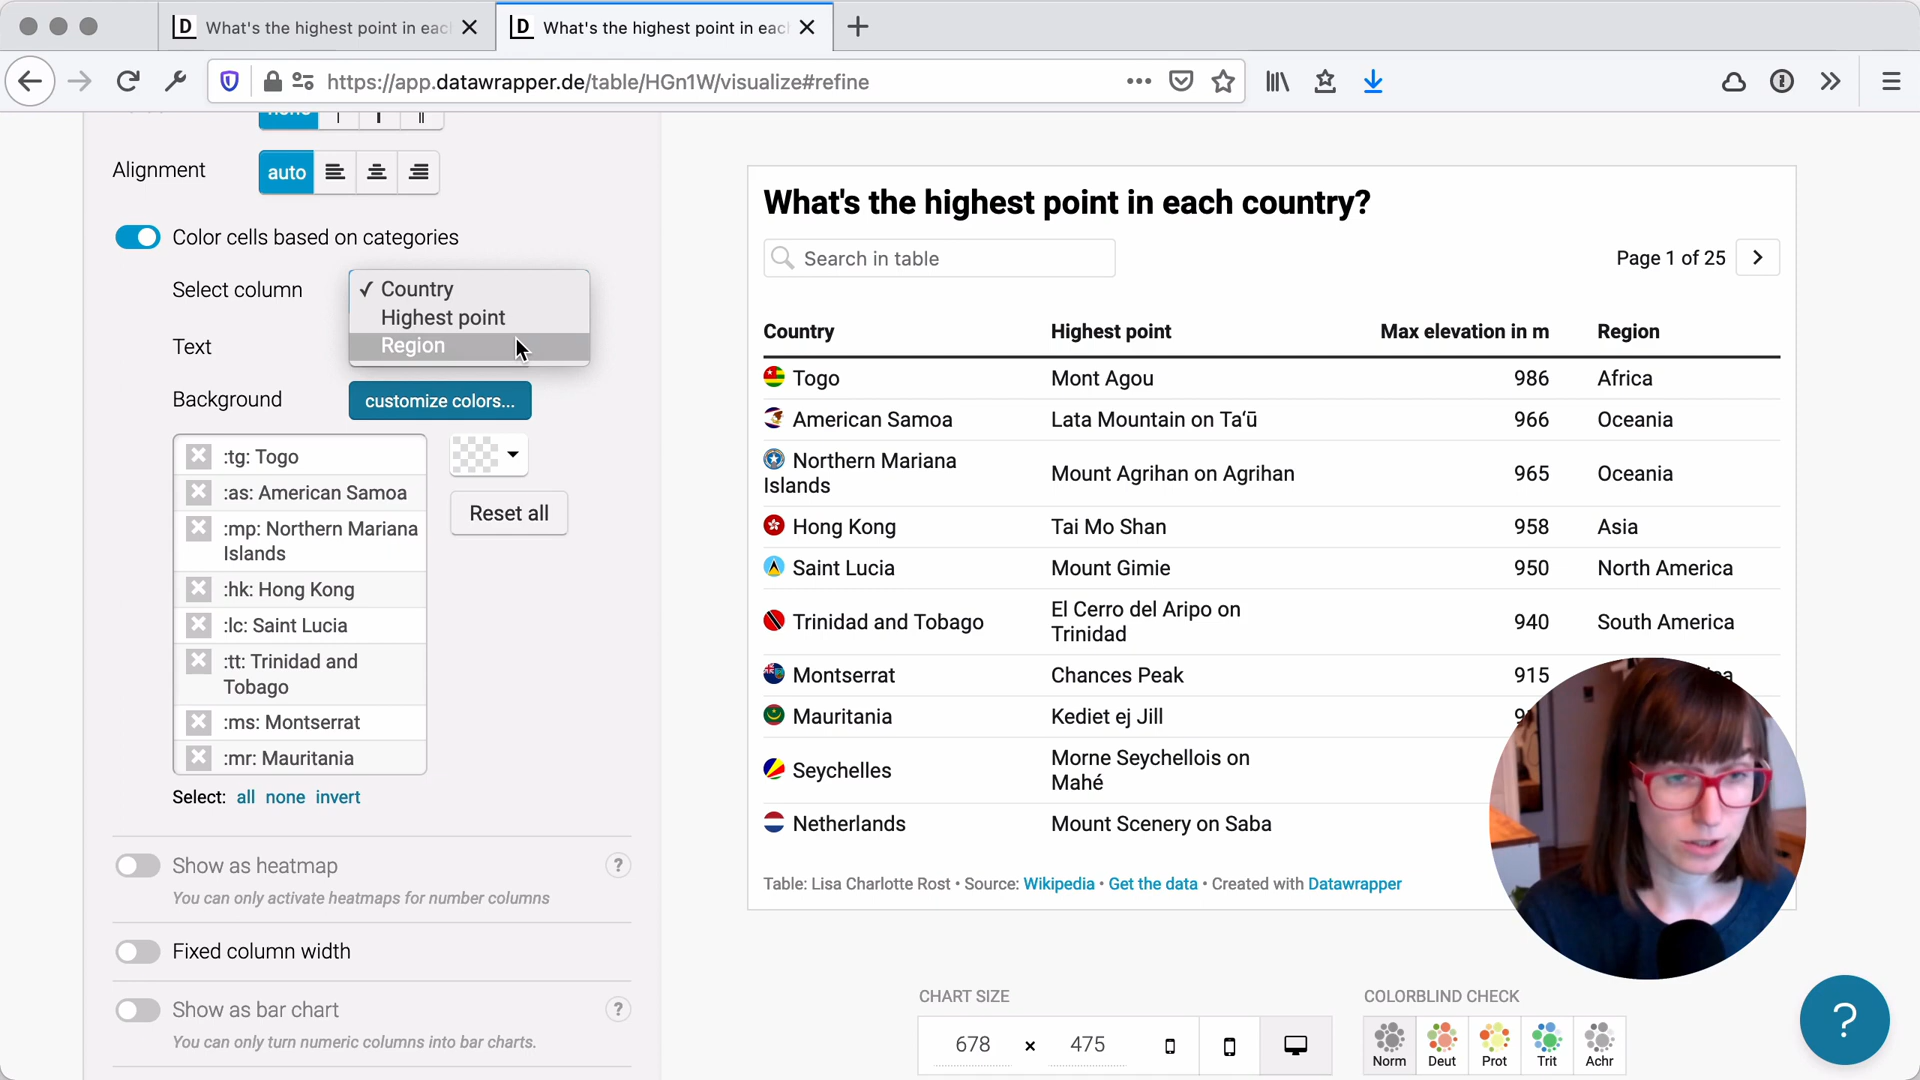 What's the highest point in eac
What's the highest point in eac
https://app.datawrapper.de/table/HGn1W/visualize#refine
none
Alignment
auto
Color cells based on categories
Select column
✓ Country
Highest point
Region
Text
Background
customize colors...
:tg: Togo
:as: American Samoa
:mp: Northern Mariana
Islands
:hk: Hong Kong
:lc: Saint Lucia
:tt: Trinidad and
Tobago
:ms: Montserrat
:mr: Mauritania
Reset all
Select: all none invert
Show as heatmap ?
You can only activate heatmaps for number columns
Fixed column width
Show as bar chart ?
You can only turn numeric columns into bar charts.
What's the highest point in each country?
Search in table
Page 1 of 25
Country Highest point Max elevation in m Region
Togo Mont Agou 986 Africa
American Samoa Lata Mountain on Ta‘ū 966 Oceania
Northern Mariana
Islands Mount Agrihan on Agrihan 965 Oceania
Hong Kong Tai Mo Shan 958 Asia
Saint Lucia Mount Gimie 950 North America
Trinidad and Tobago El Cerro del Aripo on
Trinidad 940 South America
Montserrat Chances Peak 915
Mauritania Kediet ej Jill
Seychelles Morne Seychellois on
Mahé
Netherlands Mount Scenery on Saba
Table: Lisa Charlotte Rost • Source: Wikipedia • Get the data • Created with Datawrapper
CHART SIZE
678 × 475
COLORBLIND CHECK
Norm Deut Prot Trit Achr
?